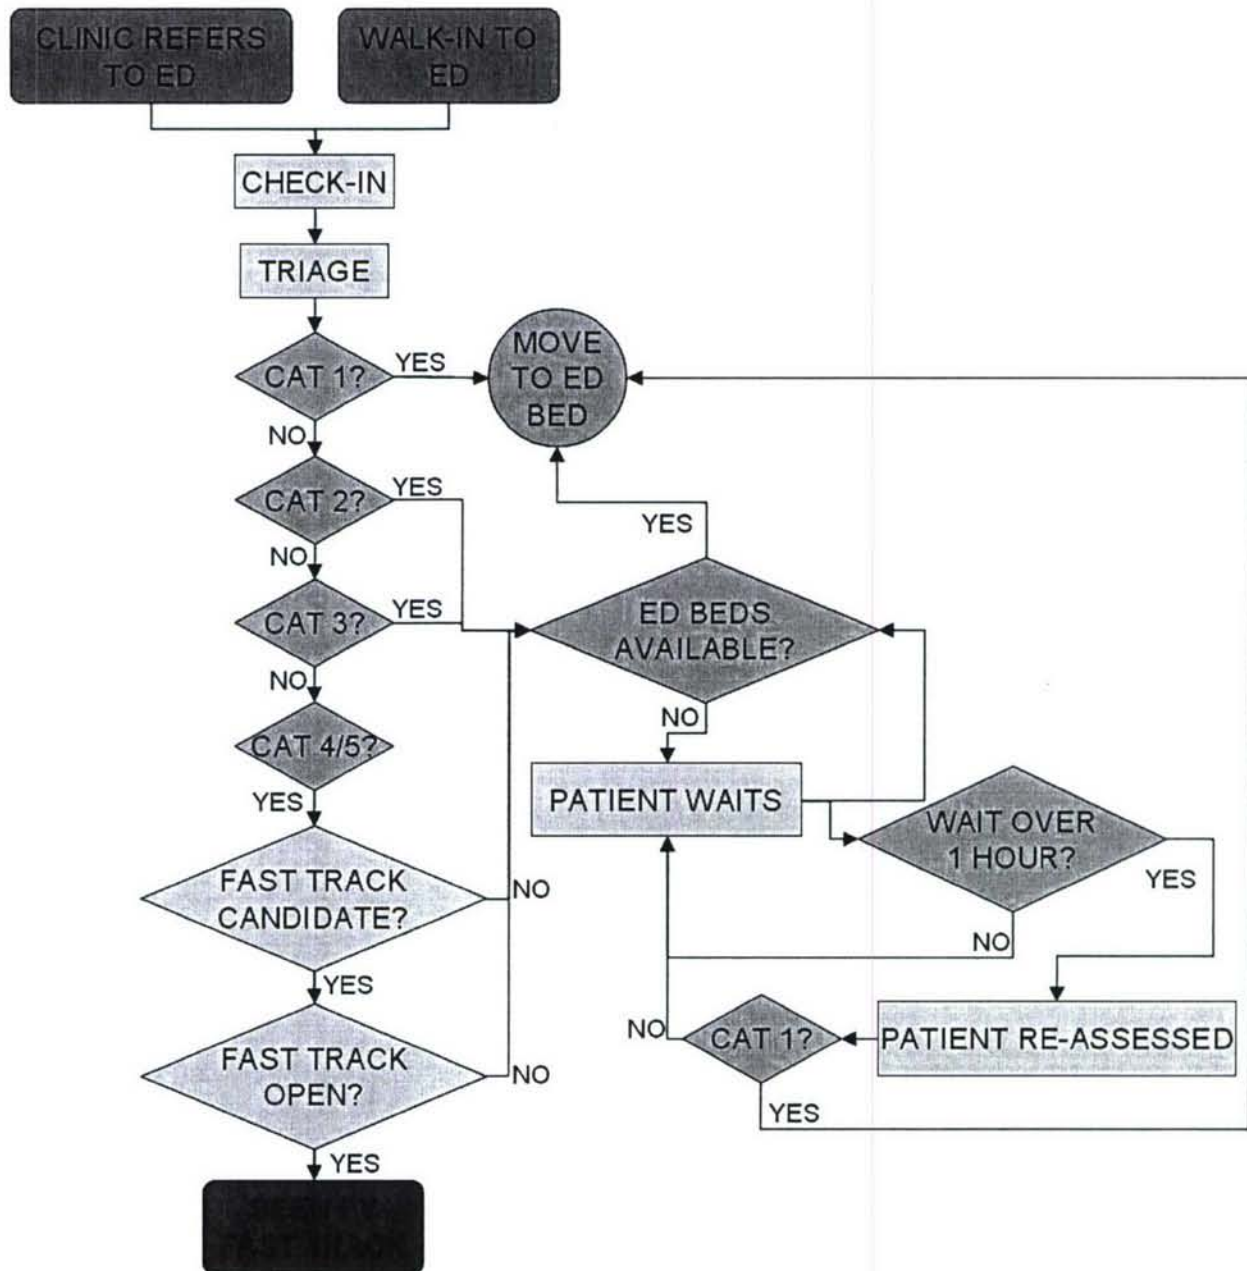 CLINIC REFERS
TO ED
WALK-IN TO
ED
CHECK-IN
TRIAGE
CAT 1?
YES
MOVE
TO ED
BED
NO
CAT 2?
YES
NO
YES
CAT 3?
YES
ED BEDS
AVAILABLE?
NO
NO
CAT 4/5?
YES
PATIENT WAITS
WAIT OVER
1 HOUR?
YES
FAST TRACK
CANDIDATE?
NO
NO
YES
FAST TRACK
OPEN?
NO
NO
CAT 1?
PATIENT RE-ASSESSED
YES
YES
FAST TRACK